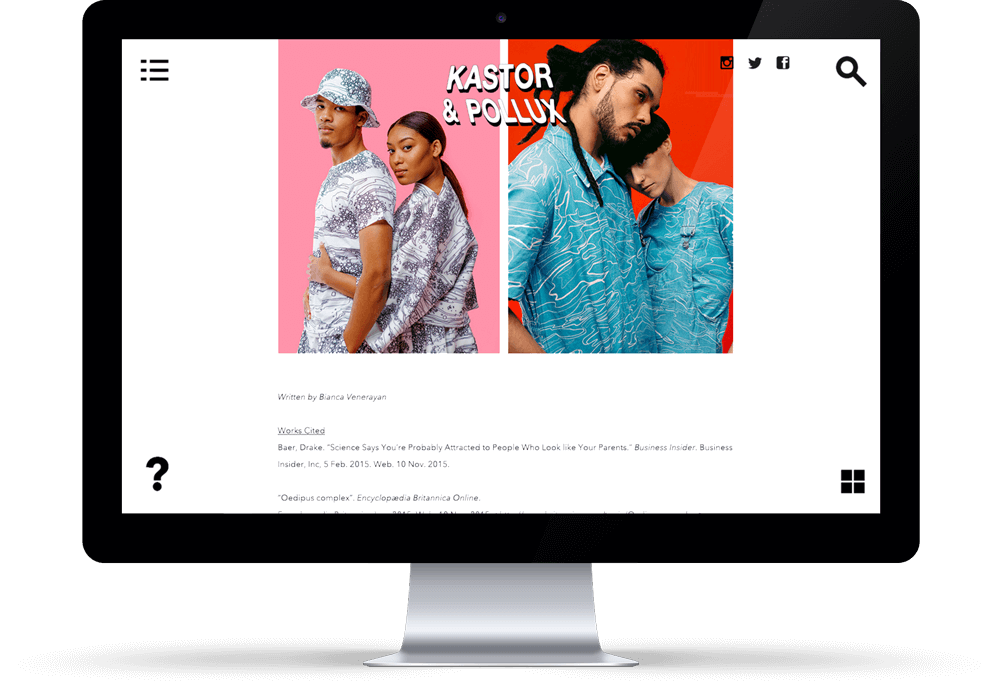 KASTOR
& POLLUX
Written by Bianca Venerayan
Works Cited
Baer, Drake. "Science Says You're Probably Attracted to People Who Look like Your Parents." Business Insider. Business
Insider, Inc, 5 Feb. 2015. Web. 10 Nov. 2015.
"Oedipus complex". Encyclopædia Britannica Online.